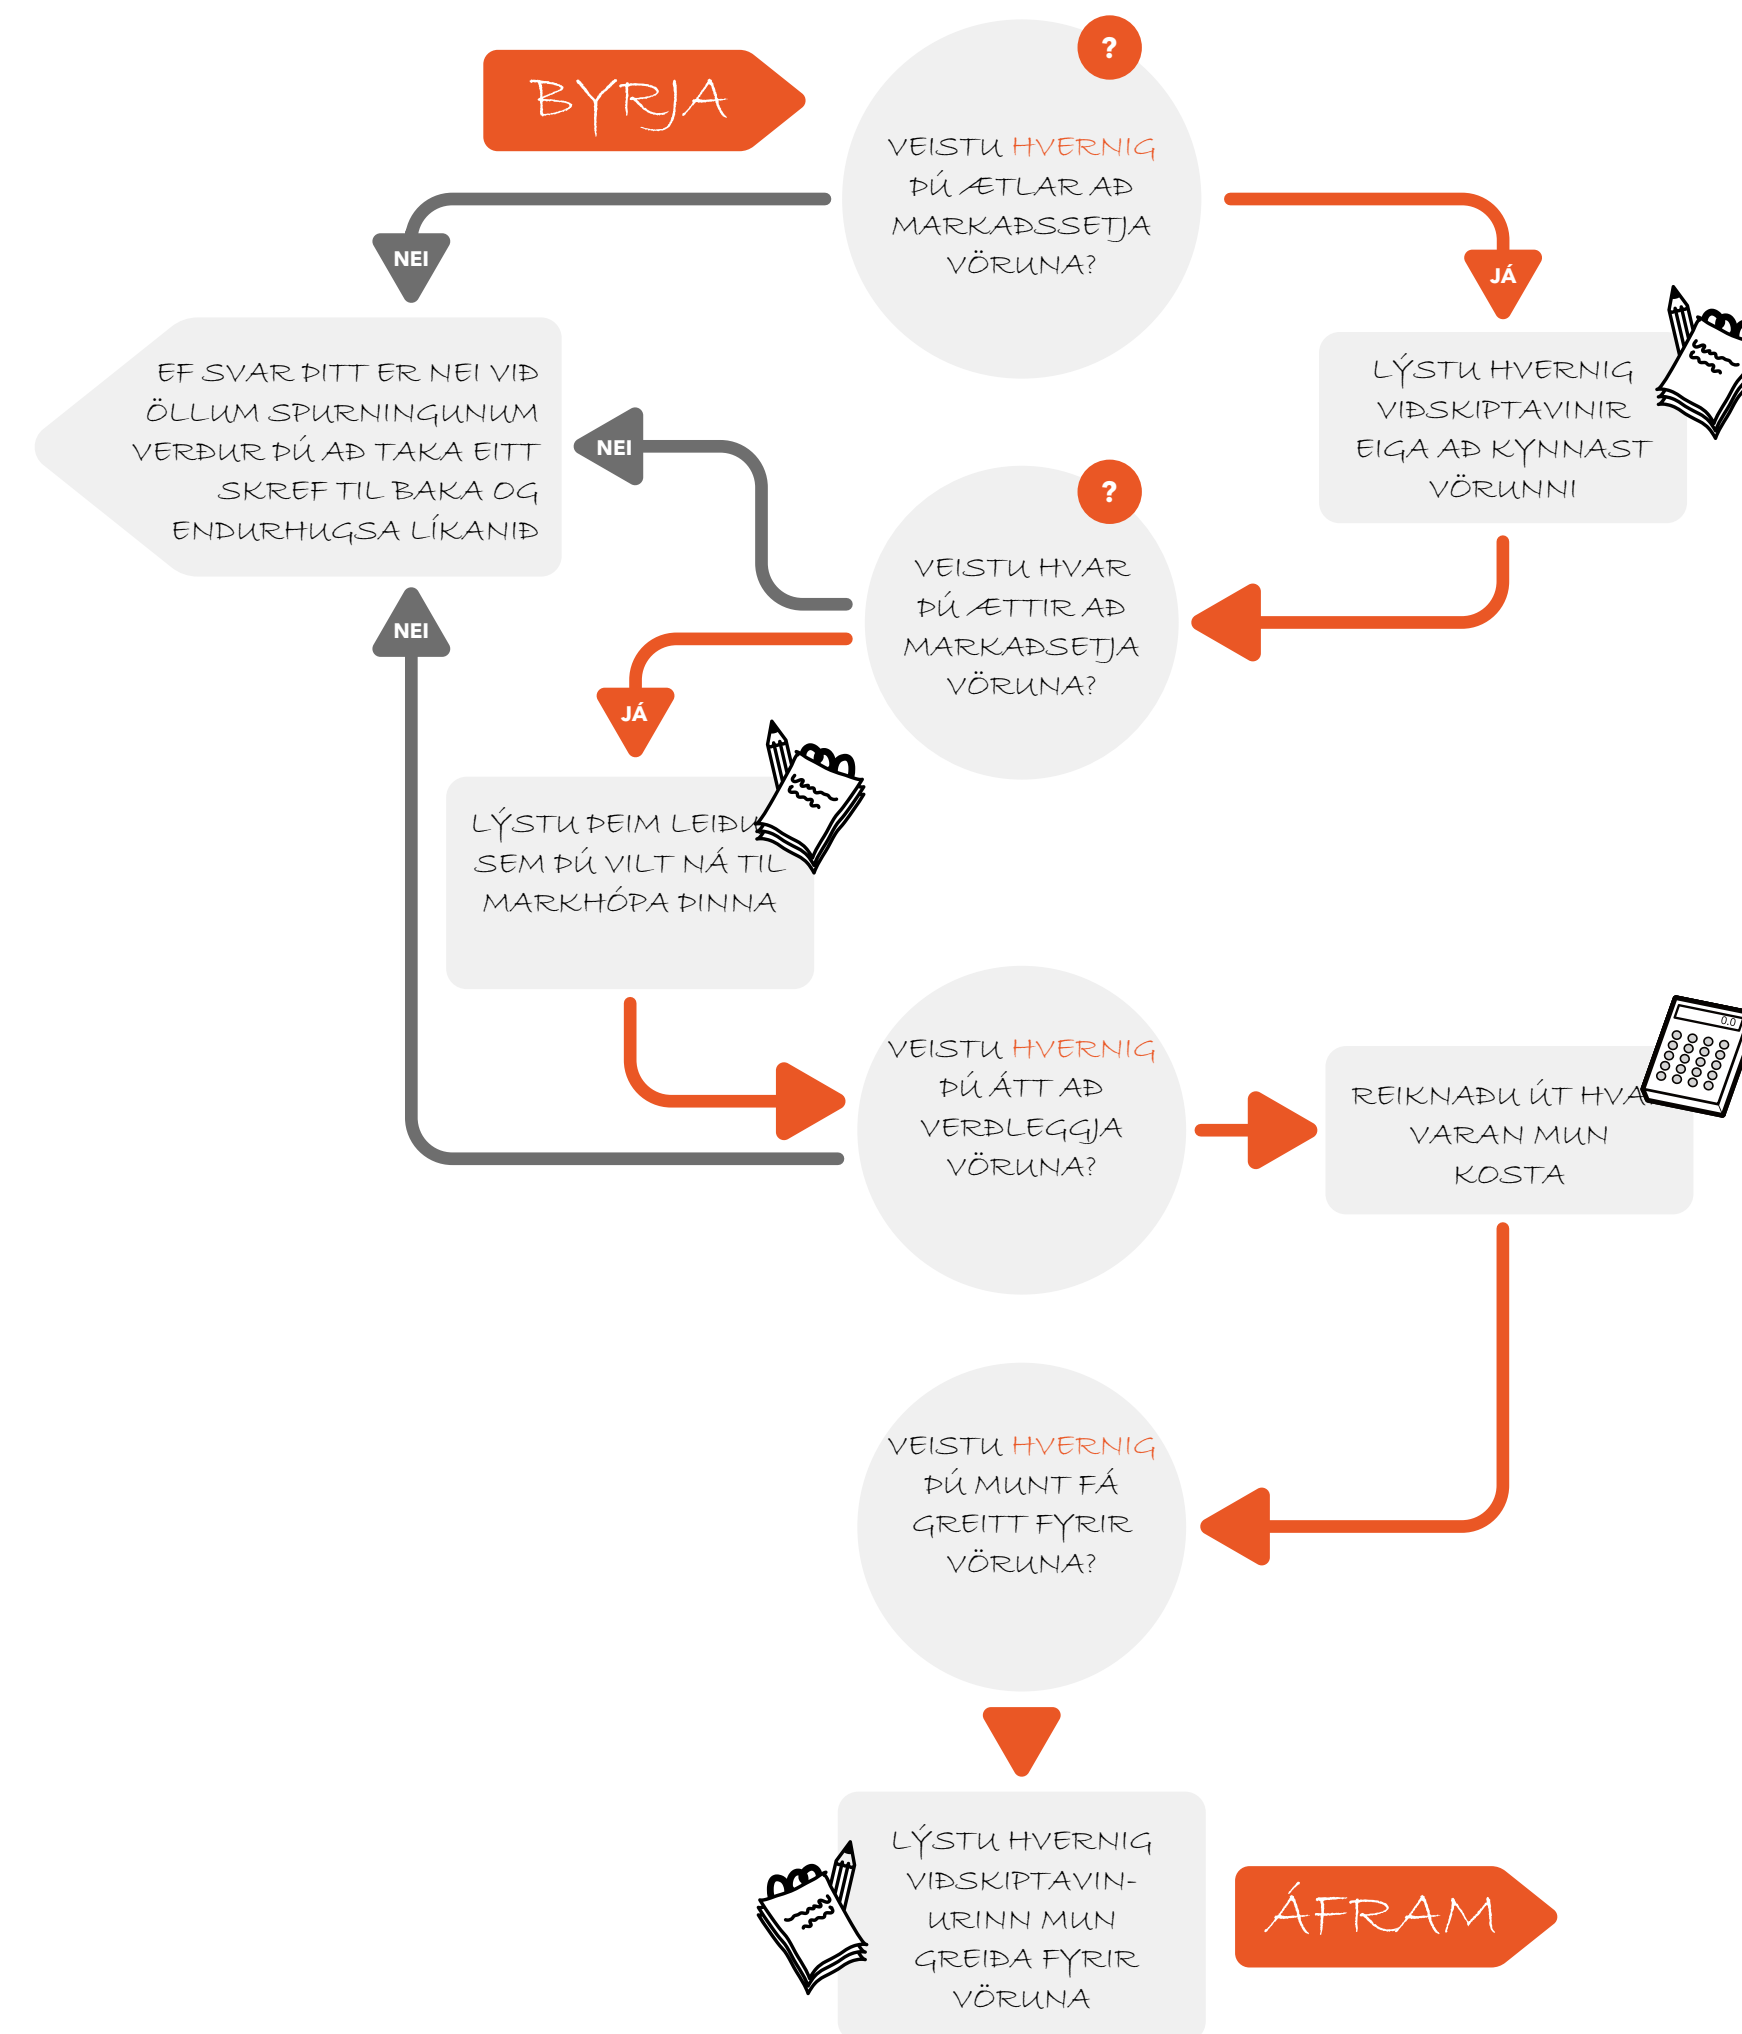 BYRJA
?
VEISTU HVERNIG
ÞÚ ÆTLAR AÐ
MARKAÐSSETJA
VÖRUNA?
NEI
JÁ
EF SVAR ÞITT ER NEI VIÐ
ÖLLUM SPURNINGUNUM
VERÐUR ÞÚ AÐ TAKA EITT
SKREF TIL BAKA OG
ENDURHUGSA LÍKANIÐ
LÝSTU HVERNIG
VIÐSKIPTAVINIR
EIGA AÐ KYNNAST
VÖRUNNI
NEI
?
VEISTU HVAR
ÞÚ ÆTTIR AÐ
MARKAÐSETJA
VÖRUNA?
NEI
JÁ
LÝSTU ÞEIM
SEM ÞÚ VILT NÁ TIL
MARKHÓPA ÞINNA
VEISTU HVERNIG
ÞÚ ÁTT AÐ
VERÐLEGGJA
VÖRUNA?
0.0
REIKNAÐU ÚT
VARAN MUN
KOSTA
VEISTU HVERNIG
ÞÚ MUNT FÁ
GREITT FYRIR
VÖRUNA?
LÝSTU HVERNIG
VIÐSKIPTAVIN-
URINN MUN
GREIÐA FYRIR
VÖRUNA
ÁFRAM